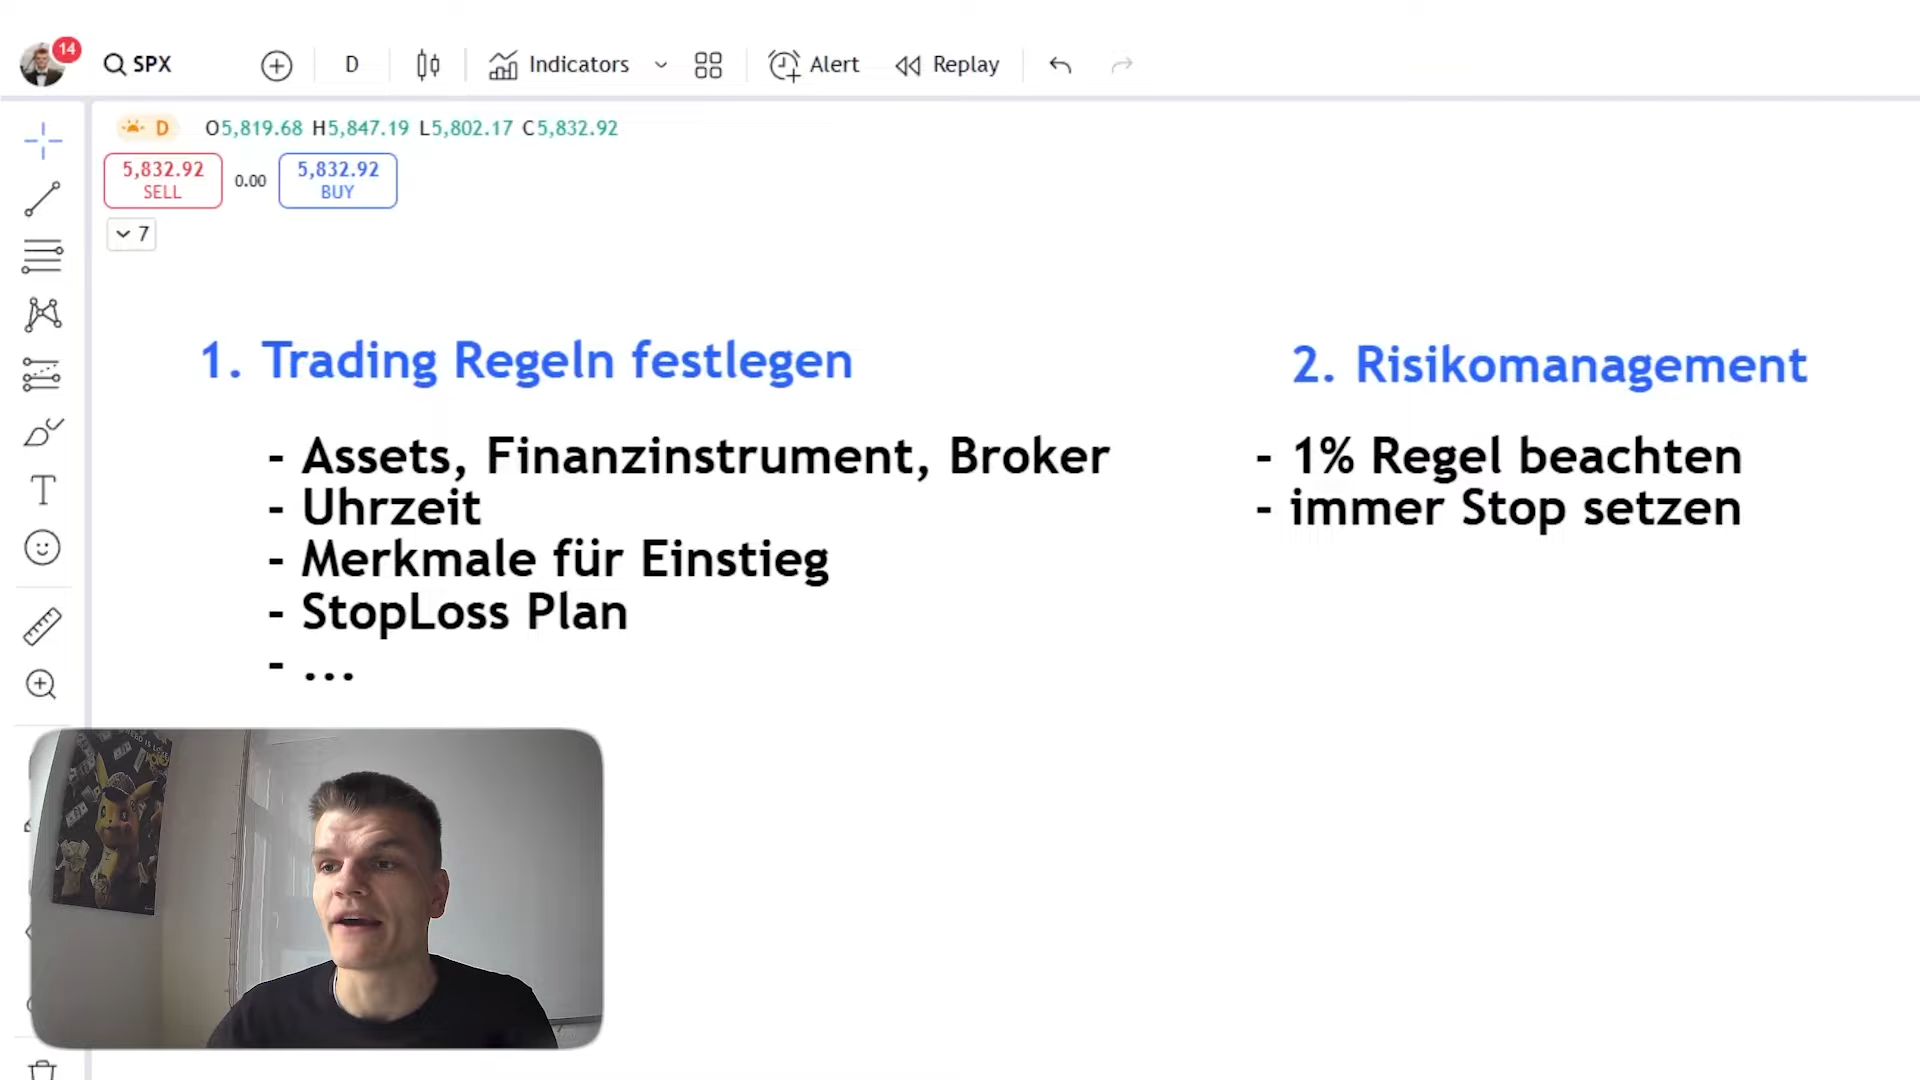 14
SPX
D
Indicators
Alert
Replay
D
O5,819.68 H5,847.19 L5,802.17 C5,832.92
5,832.92
SELL
0.00
5,832.92
BUY
7
1. Trading Regeln festlegen
- Assets, Finanzinstrument, Broker
- Uhrzeit
- Merkmale für Einstieg
- StopLoss Plan
- ...
2. Risikomanagement
- 1% Regel beachten
- immer Stop setzen